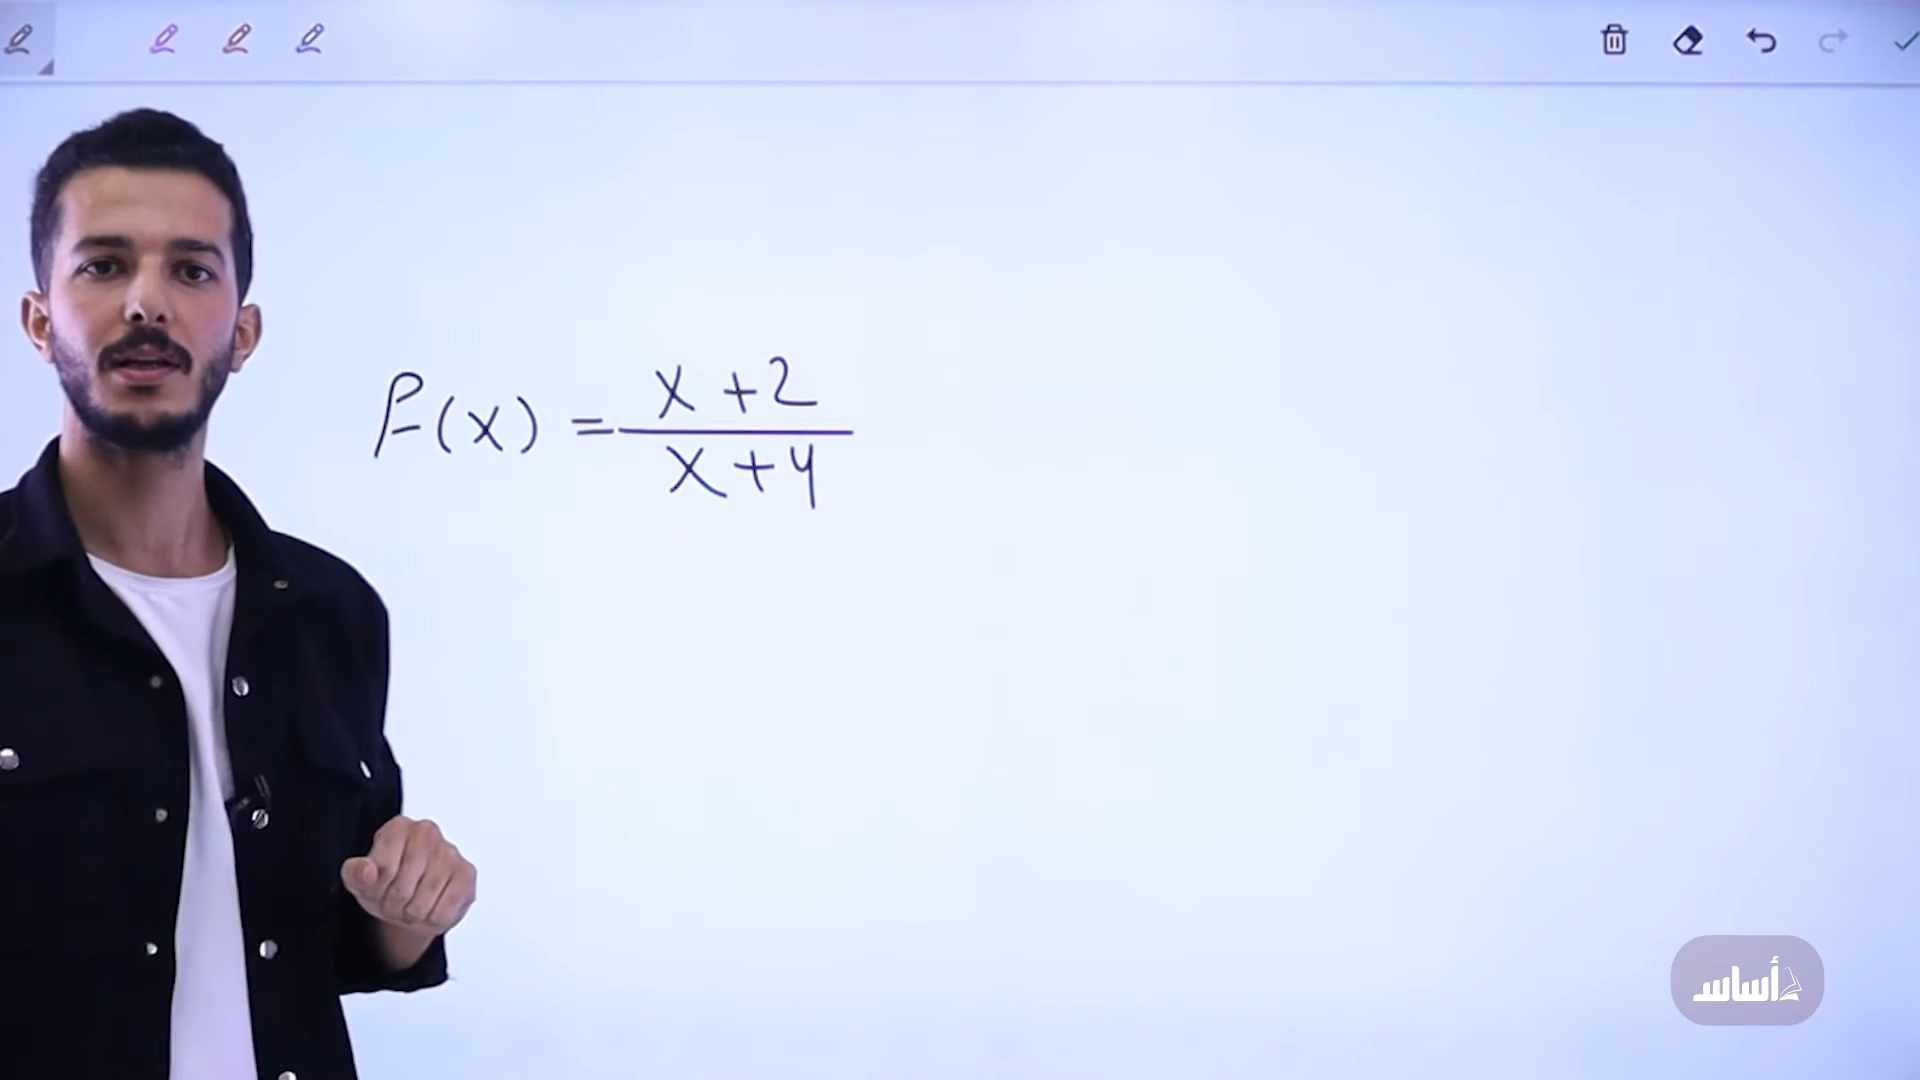 f(x) = x+2 / x+4
أساس